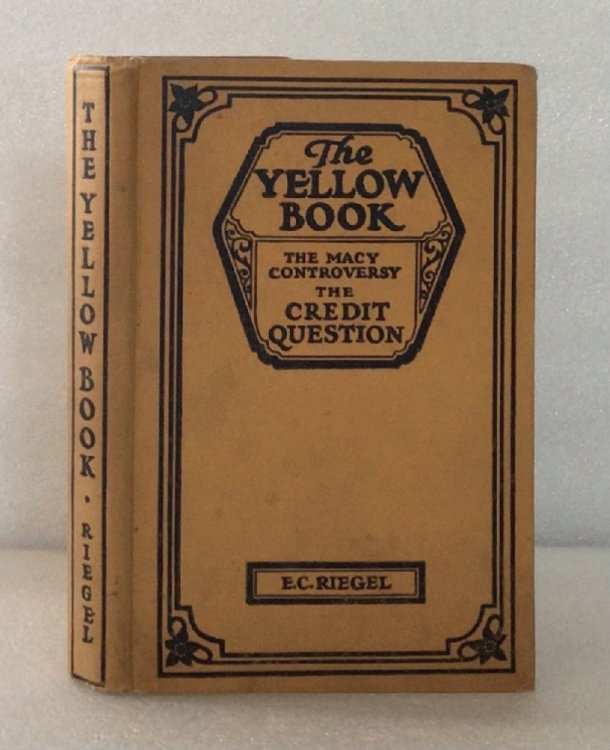 THE YELLOW BOOK · RIEGEL
The
YELLOW
BOOK
THE MACY
CONTROVERSY
THE
CREDIT
QUESTION
E.C. RIEGEL